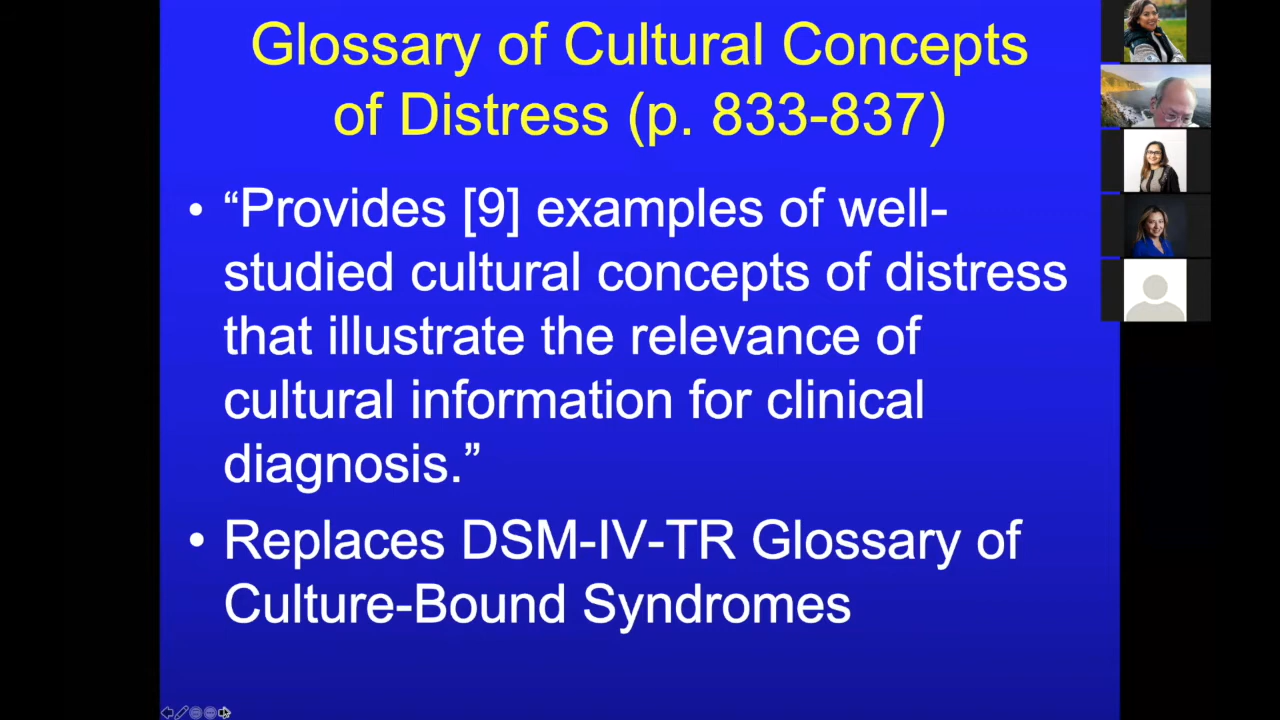 Glossary of Cultural Concepts
of Distress (p. 833-837)
• “Provides [9] examples of well-
studied cultural concepts of distress
that illustrate the relevance of
cultural information for clinical
diagnosis.”
• Replaces DSM-IV-TR Glossary of
Culture-Bound Syndromes